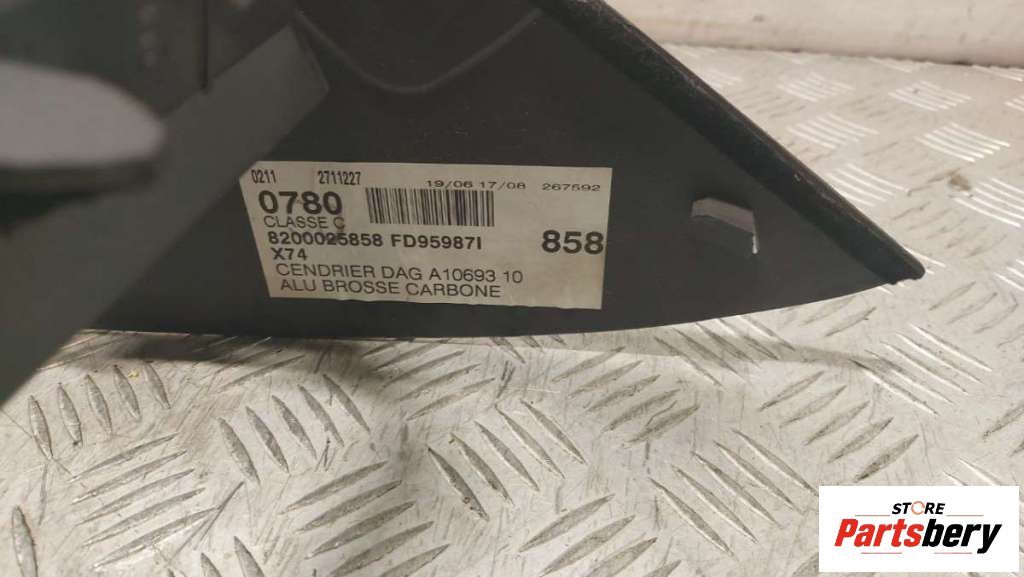 0211 2711227 19/06 17/08 267592
0780
CLASSE C
8200025858 FD95987I 858
X74
CENDRIER DAG A10693 10
ALU BROSSE CARBONE
STORE
Partsbery